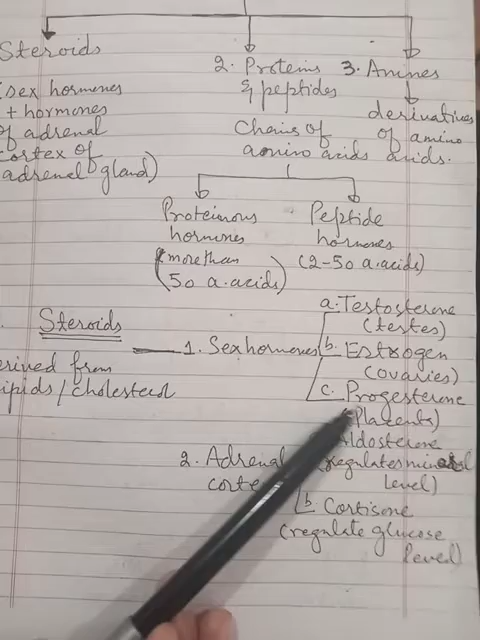 Steroids
2. Proteins & peptides
3. Amines
(sex hormones
+ hormones
of adrenal
cortex of
adrenal gland)
derivatives
of amino
acids.
Chains of
amino acids
Proteinous
hormones
(more than
50 a.acids)
Peptide
hormones
(2-50 a.acids)
Steroids
derived from
lipids/cholesterol
1. Sex hormones
a. Testosterone
(testes)
b. Estrogen
(ovaries)
c. Progesterone
(Placenta)
2. Adrenal
Aldosterone
(regulates mineral
level)
b. Cortisone
(regulate glucose
level)